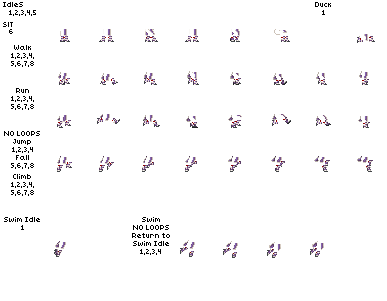 IdleS
1,2,3,4,5
Duck
1
SIT
6
Walk
1,2,3,4,
5,6,7,8
Run
1,2,3,4,
5,6,7,8
NO LOOPS
Jump
1,2,3,4
Fall
5,6,7,8
Climb
1,2,3,4,
5,6,7,8
Swim Idle
1
Swim
NO LOOPS
Return to
Swim Idle
1,2,3,4